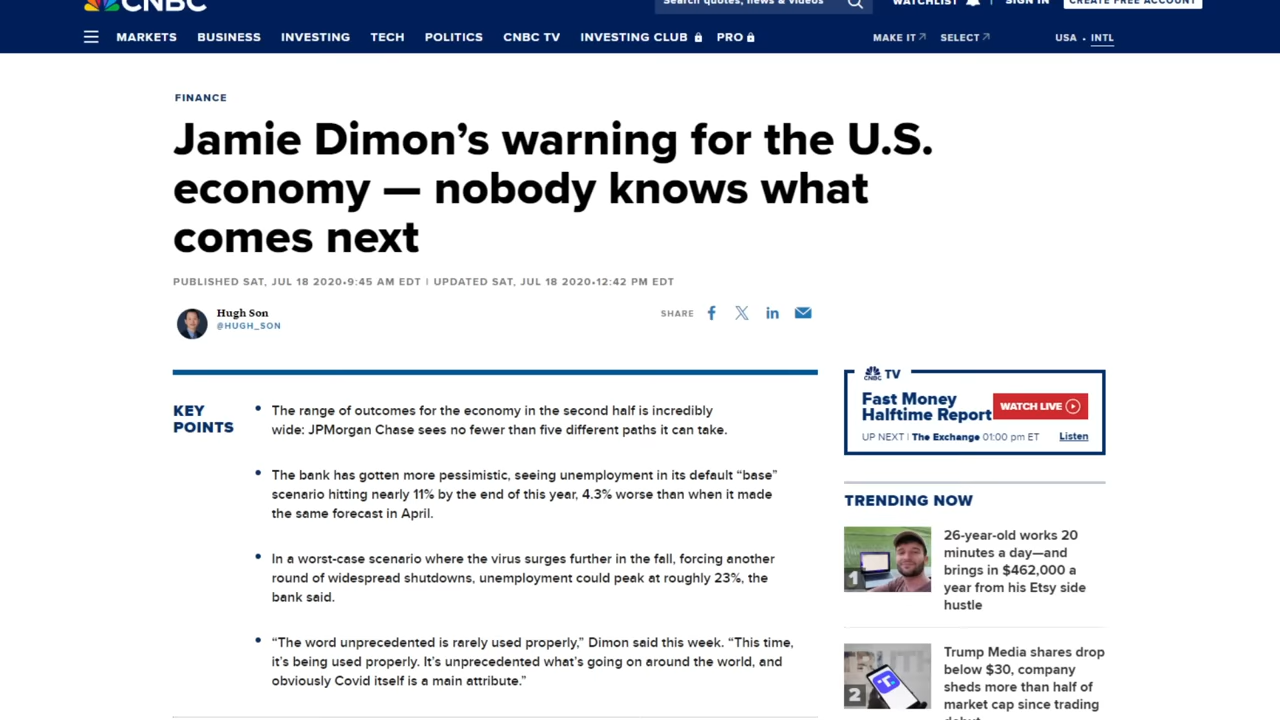 CNBC
Search quotes, news & videos
WATCHLIST
SIGN IN
CREATE FREE ACCOUNT
MARKETS BUSINESS INVESTING TECH POLITICS CNBC TV INVESTING CLUB PRO MAKE IT SELECT USA • INTL
FINANCE
Jamie Dimon’s warning for the U.S.
economy — nobody knows what
comes next
PUBLISHED SAT, JUL 18 2020•9:45 AM EDT | UPDATED SAT, JUL 18 2020•12:42 PM EDT
Hugh Son
@HUGH_SON
SHARE
KEY
POINTS
• The range of outcomes for the economy in the second half is incredibly
wide: JPMorgan Chase sees no fewer than five different paths it can take.
• The bank has gotten more pessimistic, seeing unemployment in its default “base”
scenario hitting nearly 11% by the end of this year, 4.3% worse than when it made
the same forecast in April.
• In a worst-case scenario where the virus surges further in the fall, forcing another
round of widespread shutdowns, unemployment could peak at roughly 23%, the
bank said.
• “The word unprecedented is rarely used properly,” Dimon said this week. “This time,
it’s being used properly. It’s unprecedented what’s going on around the world, and
obviously Covid itself is a main attribute.”
CNBC TV
Fast Money
Halftime Report
WATCH LIVE
UP NEXT | The Exchange 01:00 pm ET
Listen
TRENDING NOW
1
26-year-old works 20
minutes a day—and
brings in $462,000 a
year from his Etsy side
hustle
TRUTH
2
Trump Media shares drop
below $30, company
sheds more than half of
market cap since trading
debut